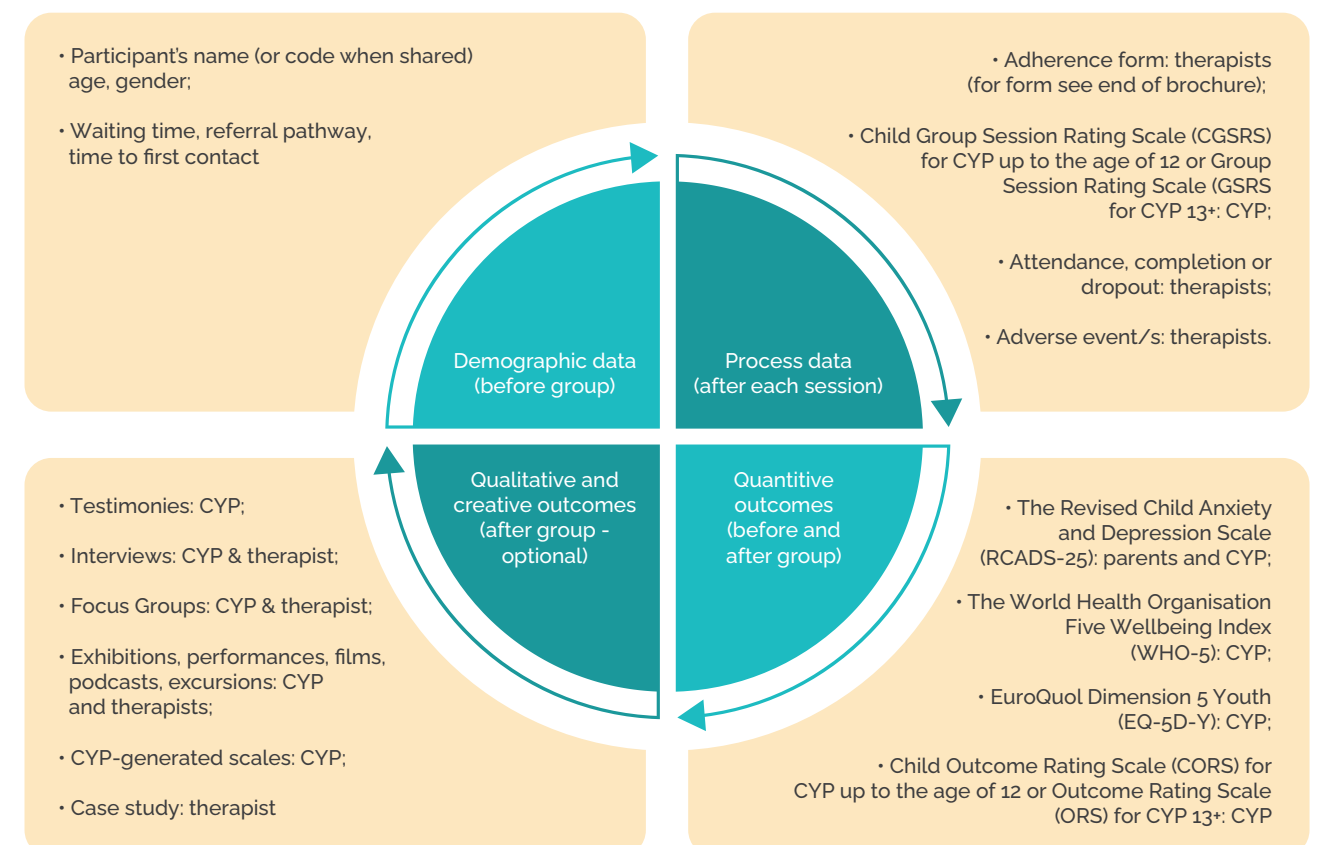 • Participant's name (or code when shared)
age, gender;
• Waiting time, referral pathway,
time to first contact
• Adherence form: therapists
(for form see end of brochure);
• Child Group Session Rating Scale (CGSRS)
for CYP up to the age of 12 or Group
Session Rating Scale (GSRS
for CYP 13+: CYP;
• Attendance, completion or
dropout: therapists;
• Adverse event/s: therapists.
Demographic data
(before group)
Process data
(after each session)
Qualitative and
creative outcomes
(after group -
optional)
Quantitive
outcomes
(before and
after group)
• Testimonies: CYP;
• Interviews: CYP & therapist;
• Focus Groups: CYP & therapist;
• Exhibitions, performances, films,
podcasts, excursions: CYP
and therapists;
• CYP-generated scales: CYP;
• Case study: therapist
• The Revised Child Anxiety
and Depression Scale
(RCADS-25): parents and CYP;
• The World Health Organisation
Five Wellbeing Index
(WHO-5): CYP;
• EuroQuol Dimension 5 Youth
(EQ-5D-Y): CYP;
• Child Outcome Rating Scale (CORS) for
CYP up to the age of 12 or Outcome Rating Scale
(ORS) for CYP 13+: CYP